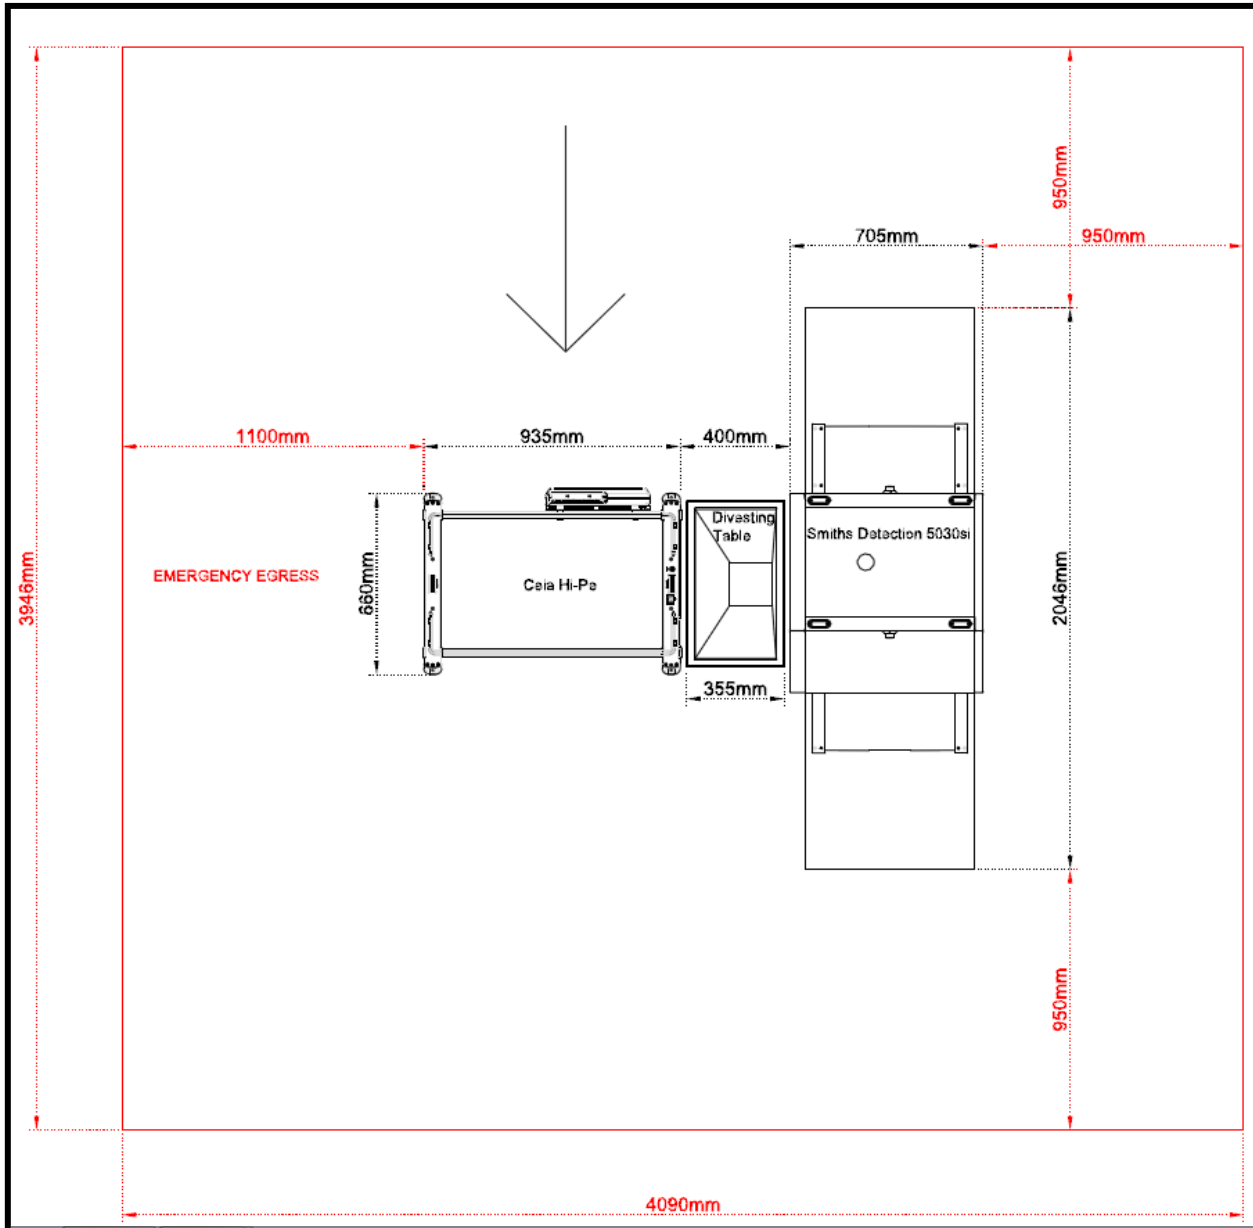 950mm
705mm
950mm
1100mm
935mm
400mm
Divesting
Table
Smiths Detection 5030si
EMERGENCY EGRESS
660mm
Ceia Hi-Pe
3946mm
2046mm
355mm
950mm
4090mm